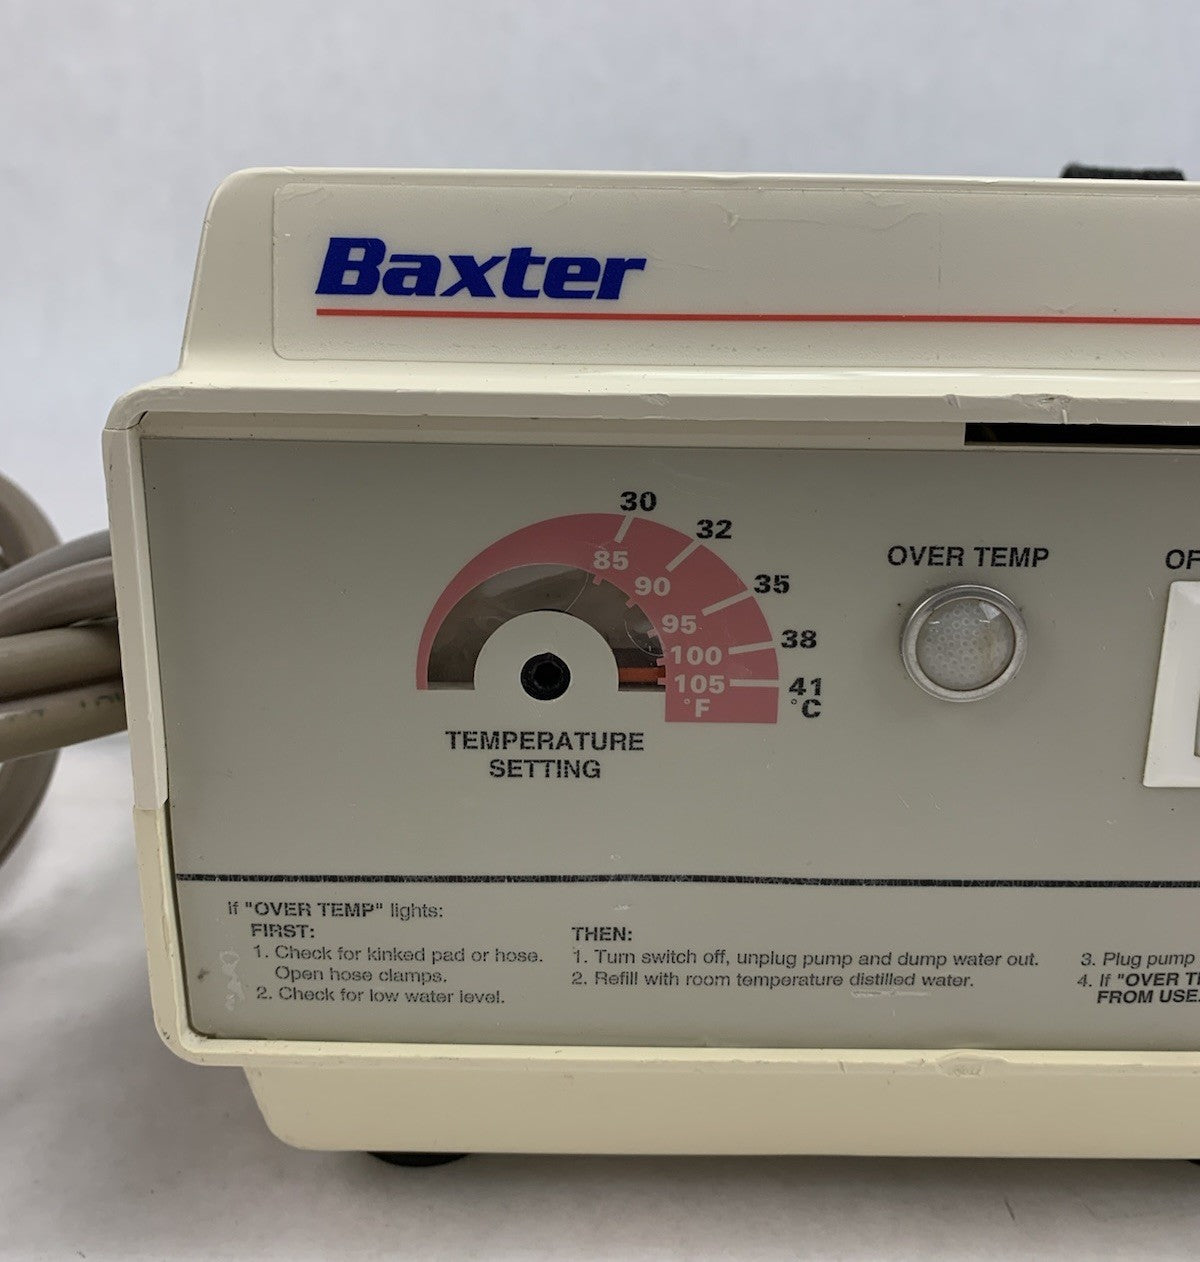 Baxter
30
32
35
38
41
°C
85
90
95
100
105
°F
TEMPERATURE
SETTING
OVER TEMP
OF
If "OVER TEMP" lights:
FIRST:
1. Check for kinked pad or hose.
Open hose clamps.
2. Check for low water level.
THEN:
1. Turn switch off, unplug pump and dump water out.
2. Refill with room temperature distilled water.
3. Plug pump
4. If "OVER TE
FROM USE.